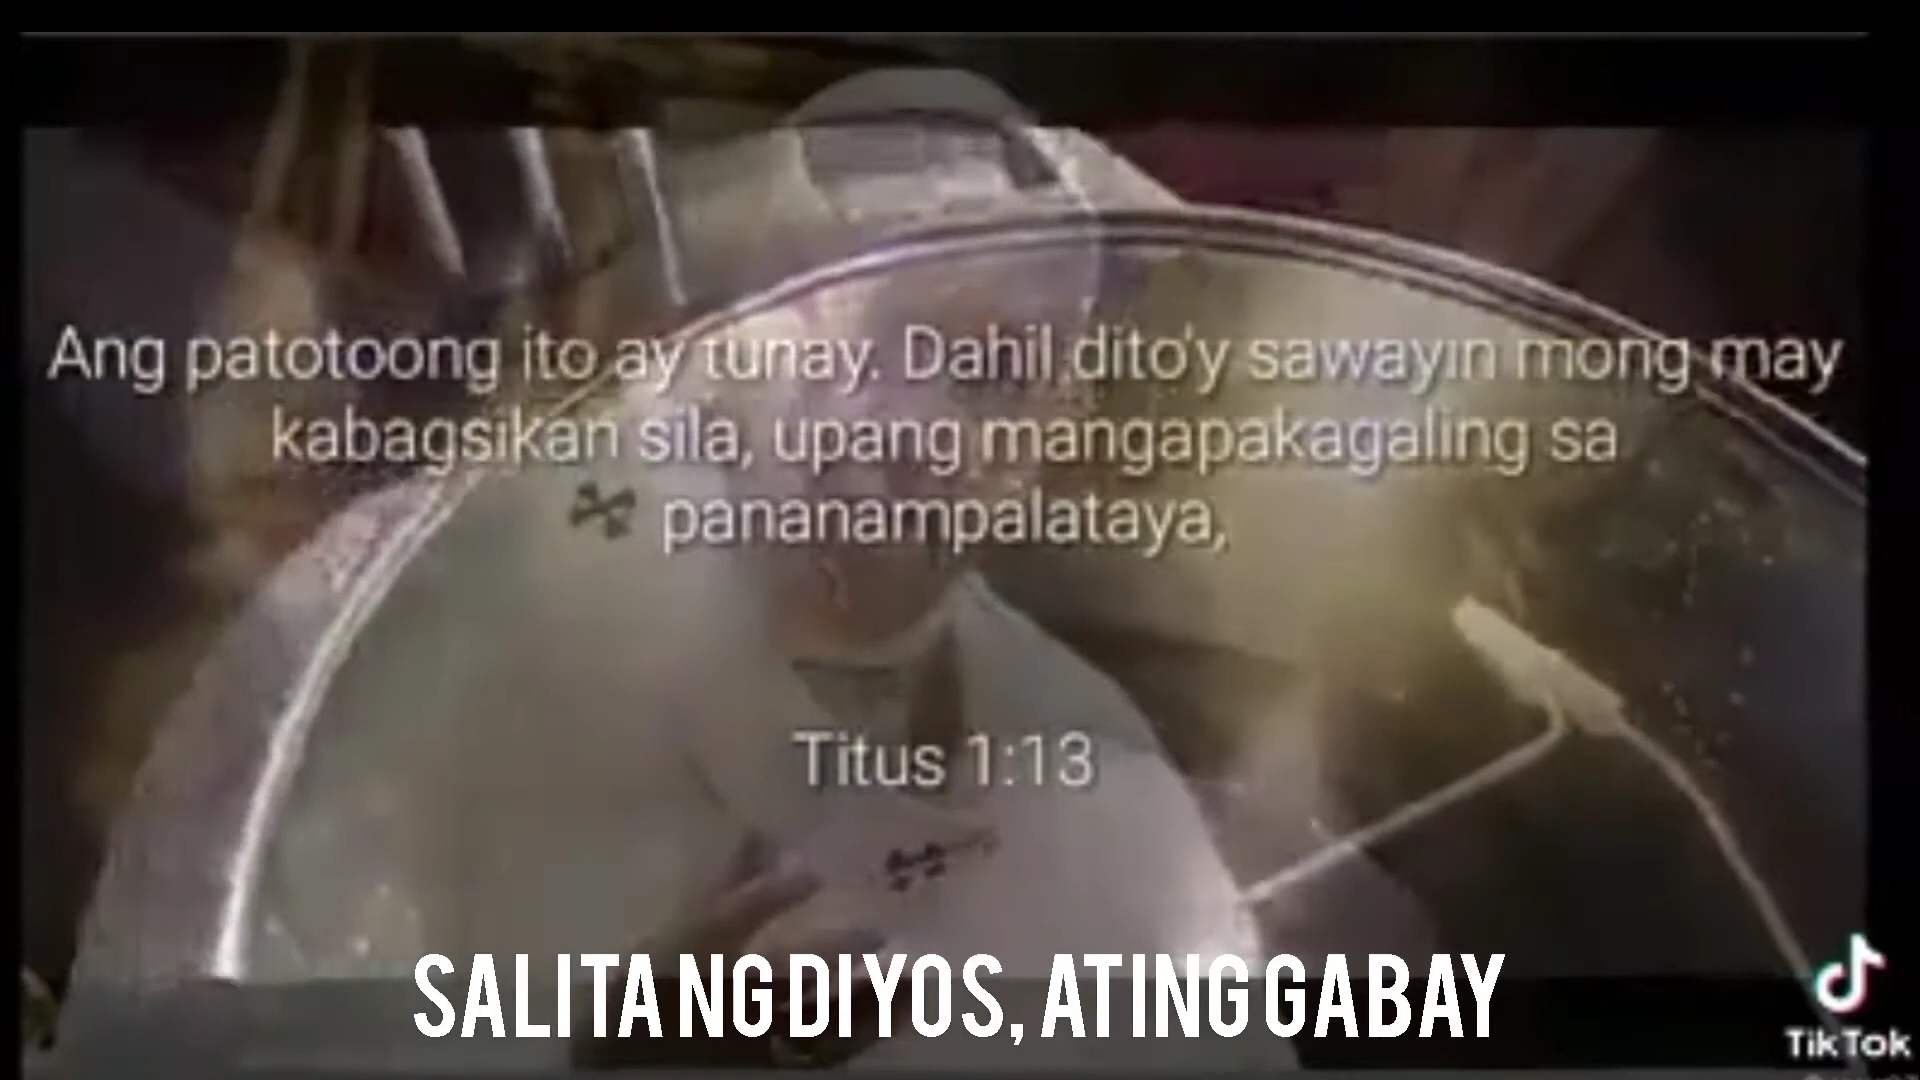 Ang patotoong ito ay tunay. Dahil dito'y sawayin mong may
kabagsikan sila, upang mangapakagaling sa
pananampalataya,
Titus 1:13
SALITA NG DIYOS, ATING GABAY
TikTok